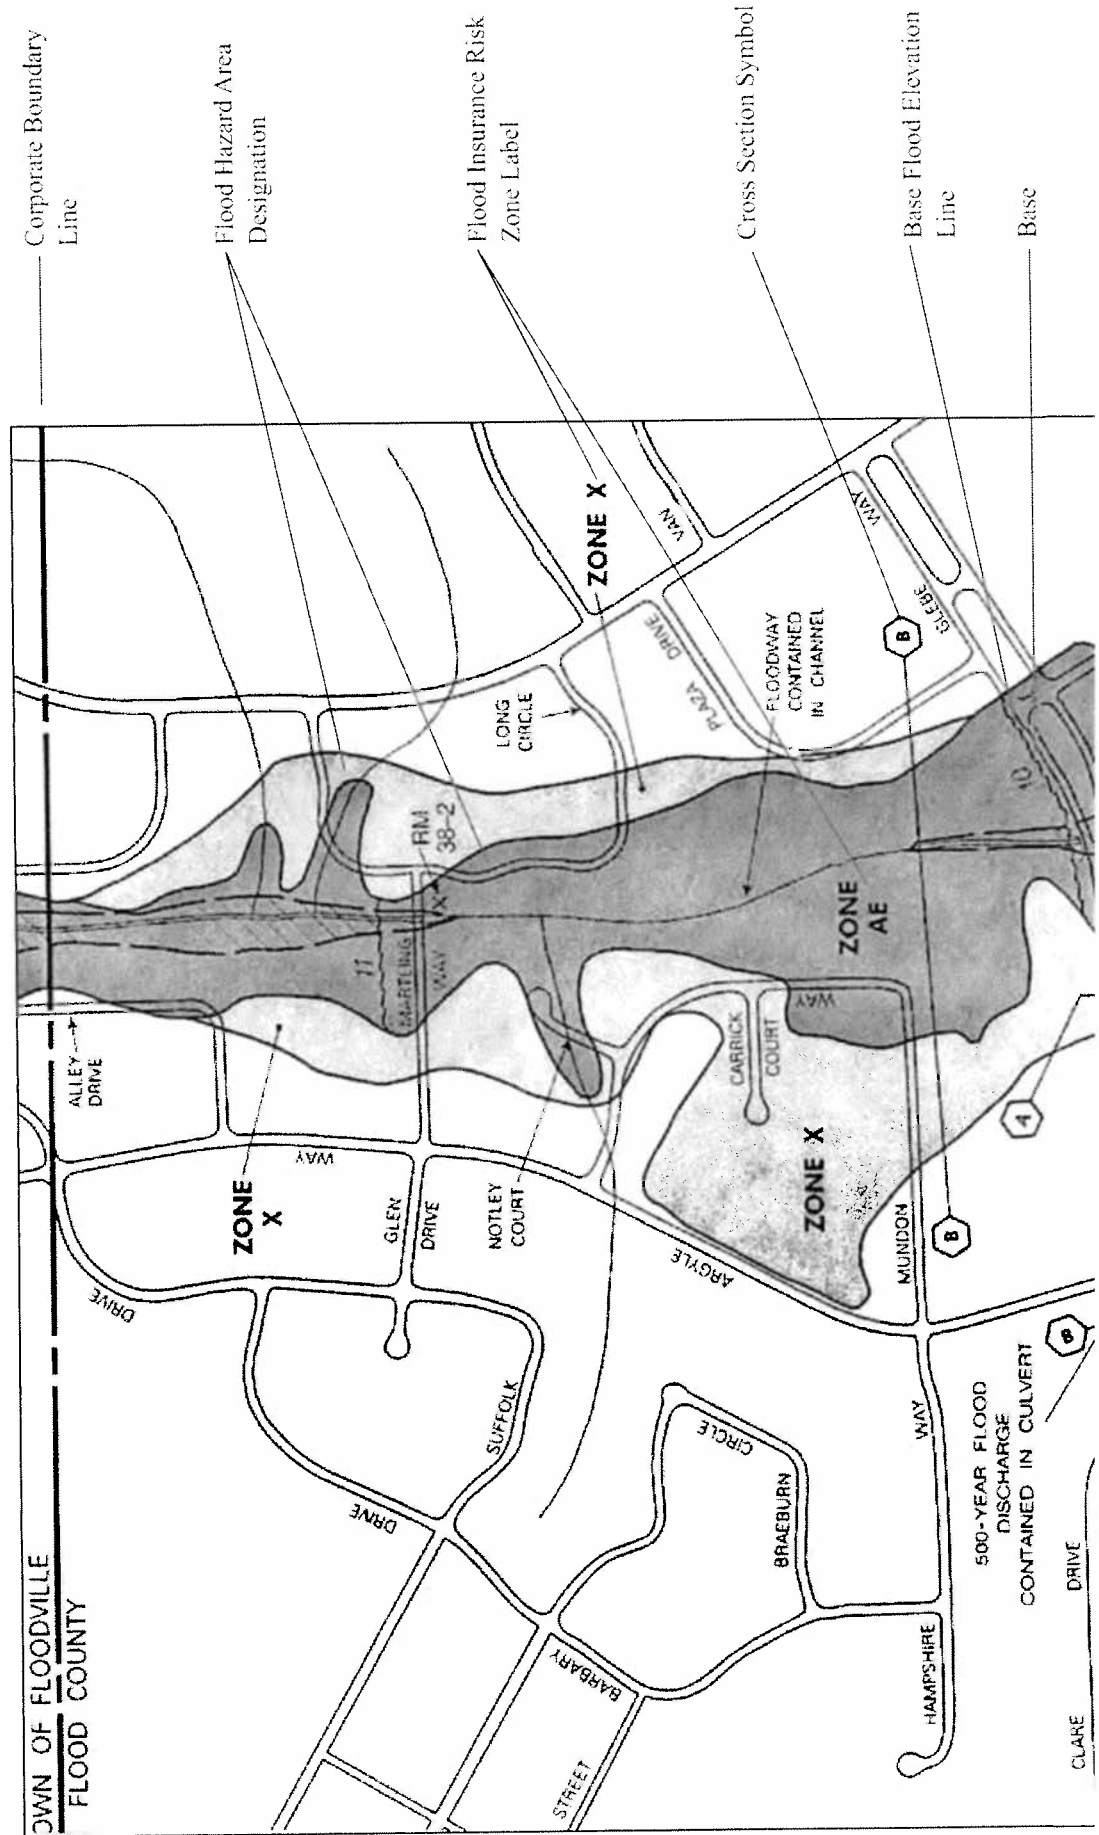 Corporate Boundary
Line
Flood Hazard Area
Designation
Flood Insurance Risk
Zone Label
Cross Section Symbol
Base Flood Elevation
Line
Base
OWN OF FLOODVILLE
FLOOD COUNTY
ALLEY
DRIVE
DRIVE
ZONE
X
WAY
GLEN
DRIVE
11
MARTLING
WAY
RM
38-2
X
NOTLEY
COURT
LONG
CIRCLE
ZONE X
VAN
PLAZA
DRIVE
FLOODWAY
CONTAINED
IN CHANNEL
SUFFOLK
DRIVE
ARGYLE
CARRICK
COURT
WAY
ZONE X
ZONE
AE
MUNDON
WAY
B
B
GLEBE
WAY
10
CIRCLE
BRAEBURN
BARBARY
STREET
HAMPSHIRE
A
B
500-YEAR FLOOD
DISCHARGE
CONTAINED IN CULVERT
CLARE
DRIVE